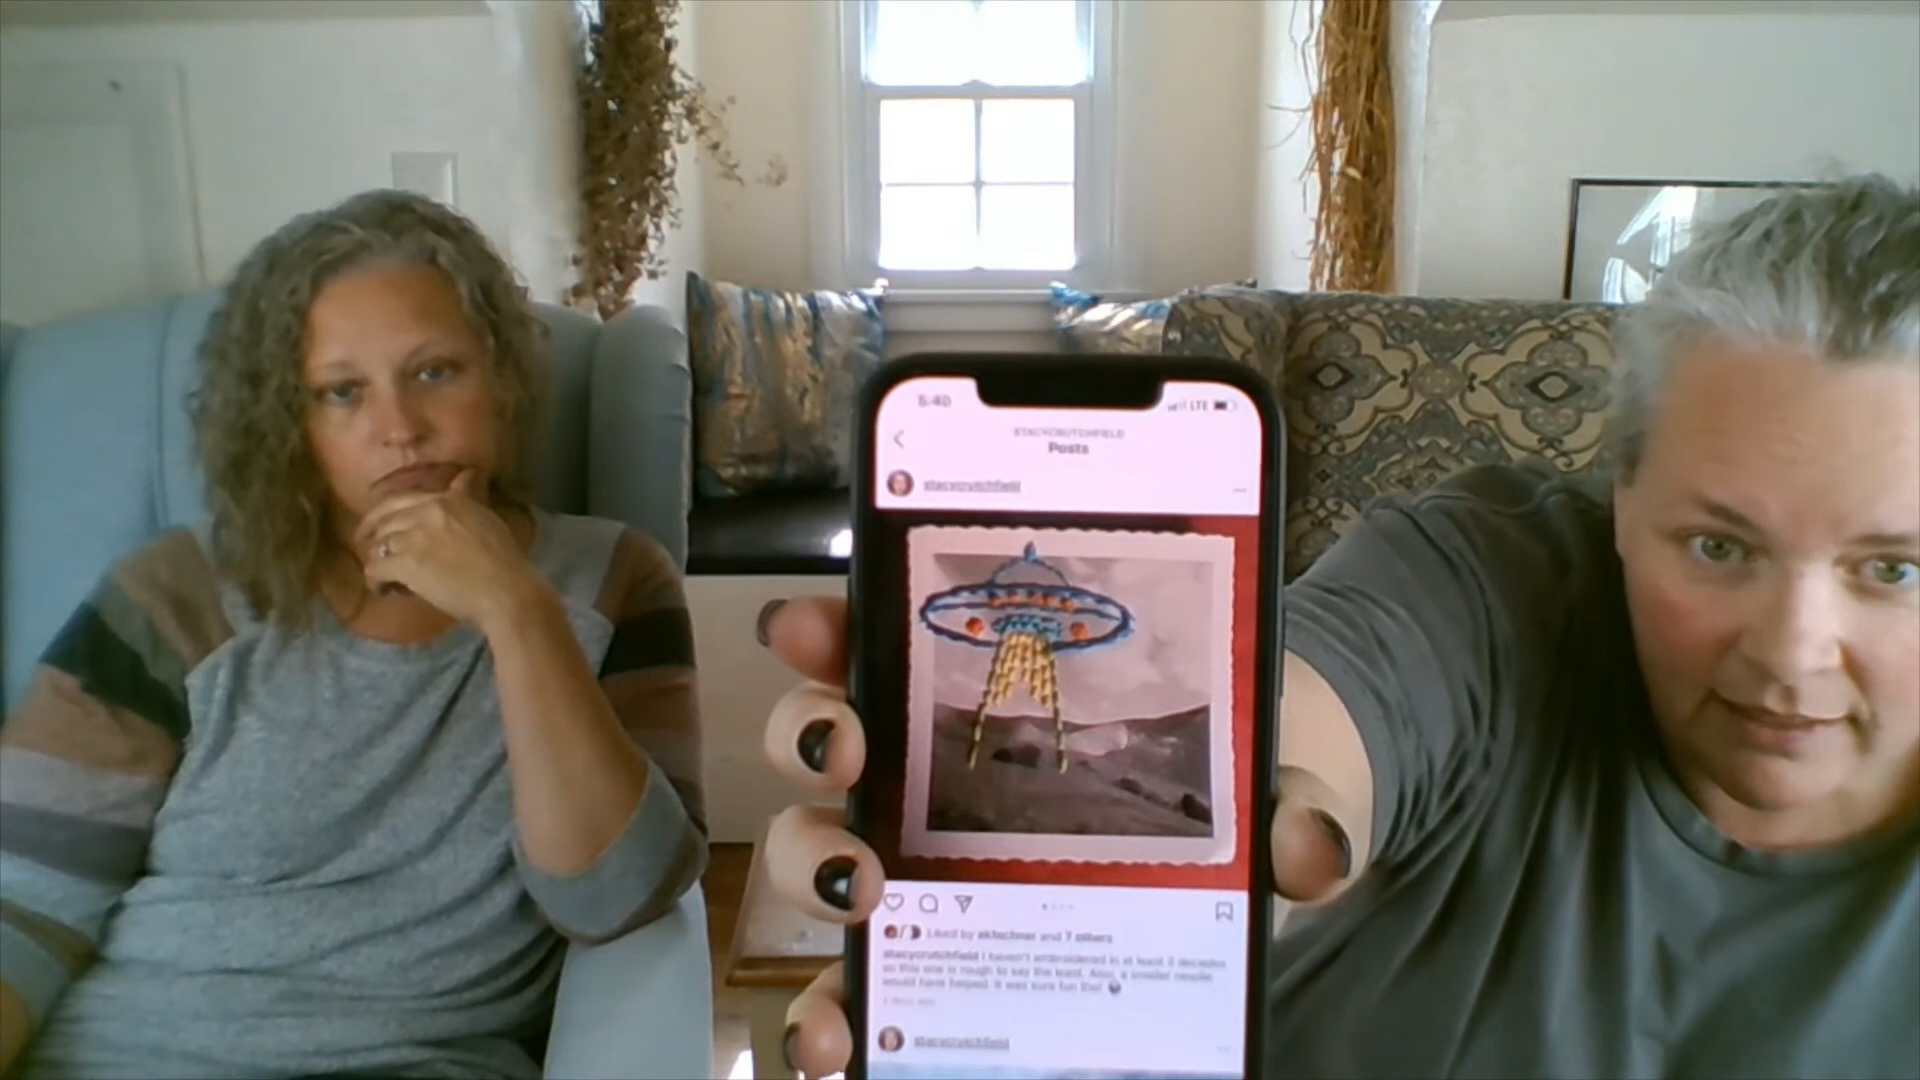 5:40
LTE
STACYCRUTCHFIELD
Posts
stacycrutchfield
Liked by and 7 others
stacycrutchfield I haven't embroidered in at least 2 decades
so this one is rough to say the least. Also, a smaller needle
would have helped. It was sure fun tho!
stacycrutchfield